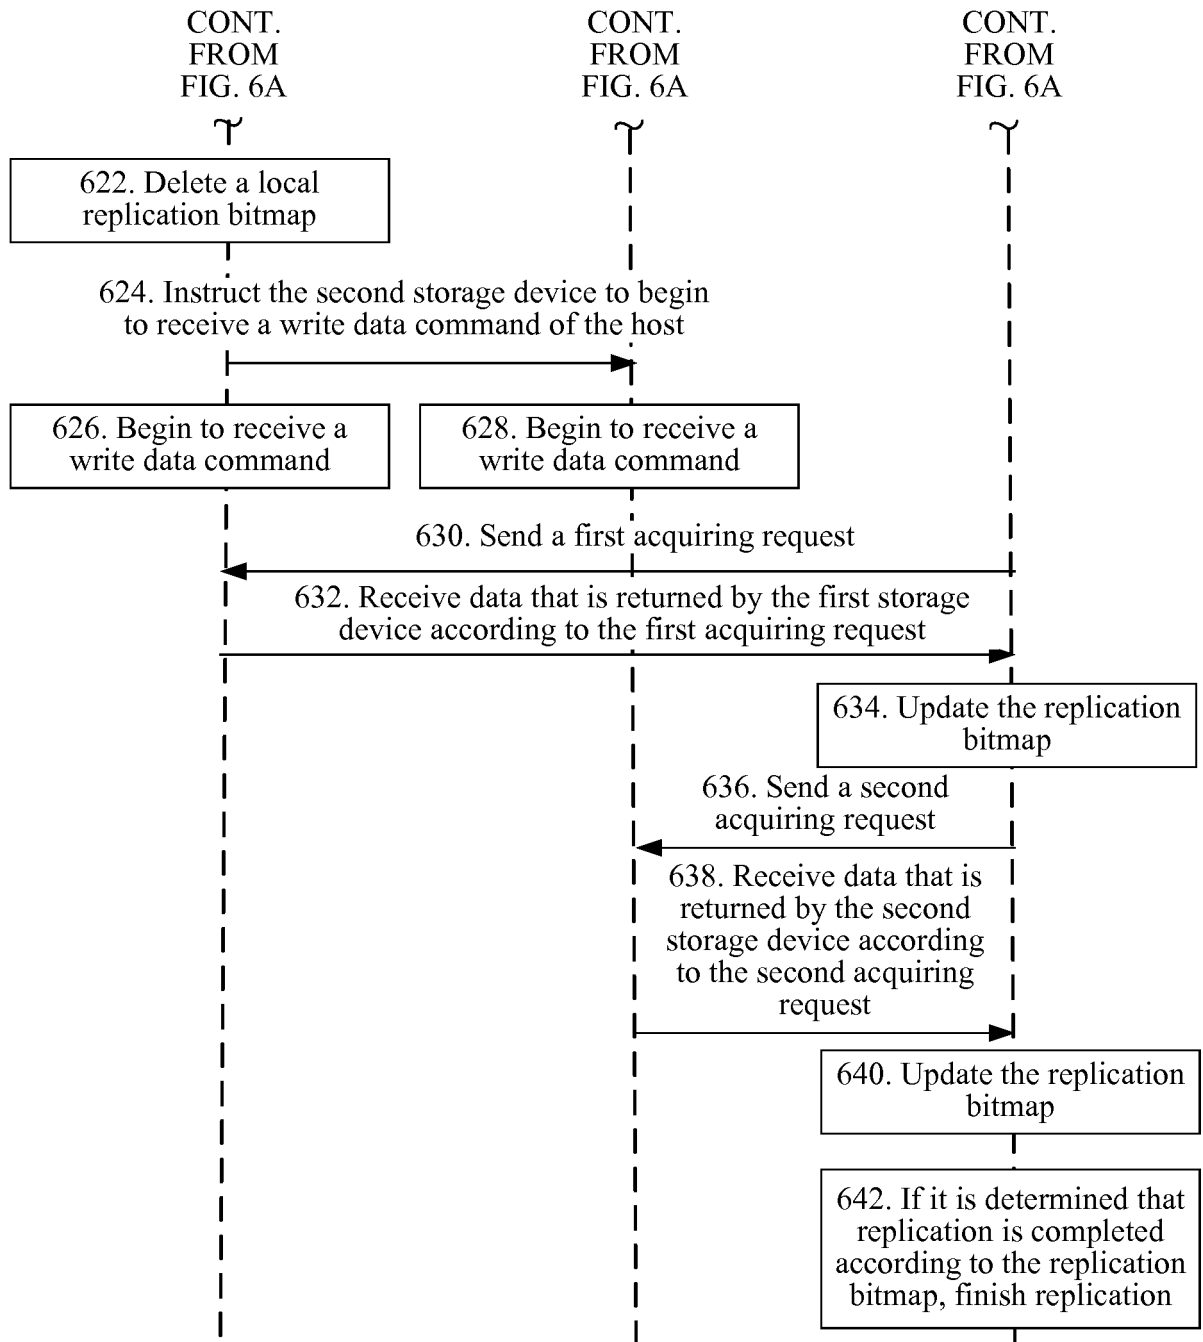 CONT.
FROM
FIG. 6A
CONT.
FROM
FIG. 6A
CONT.
FROM
FIG. 6A
622. Delete a local
replication bitmap
624. Instruct the second storage device to begin
to receive a write data command of the host
626. Begin to receive a
write data command
628. Begin to receive a
write data command
630. Send a first acquiring request
632. Receive data that is returned by the first storage
device according to the first acquiring request
634. Update the replication
bitmap
636. Send a second
acquiring request
638. Receive data that is
returned by the second
storage device according
to the second acquiring
request
640. Update the replication
bitmap
642. If it is determined that
replication is completed
according to the replication
bitmap, finish replication